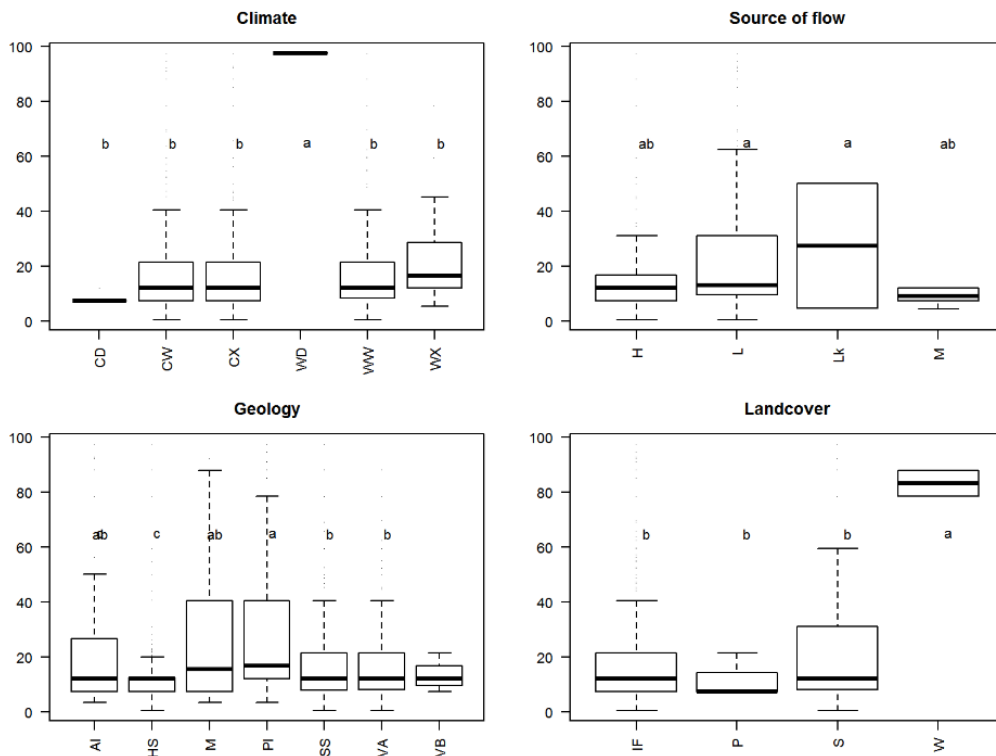 Climate
100
80
60
40
20
0
b b b a b b
CD CW CX WD WW WX
Source of flow
100
80
60
40
20
0
ab a a ab
H L Lk M
Geology
100
80
60
40
20
0
c ab a b b
AI HS M PI SS VA VB
Landcover
100
80
60
40
20
0
b b b a
IF P S W